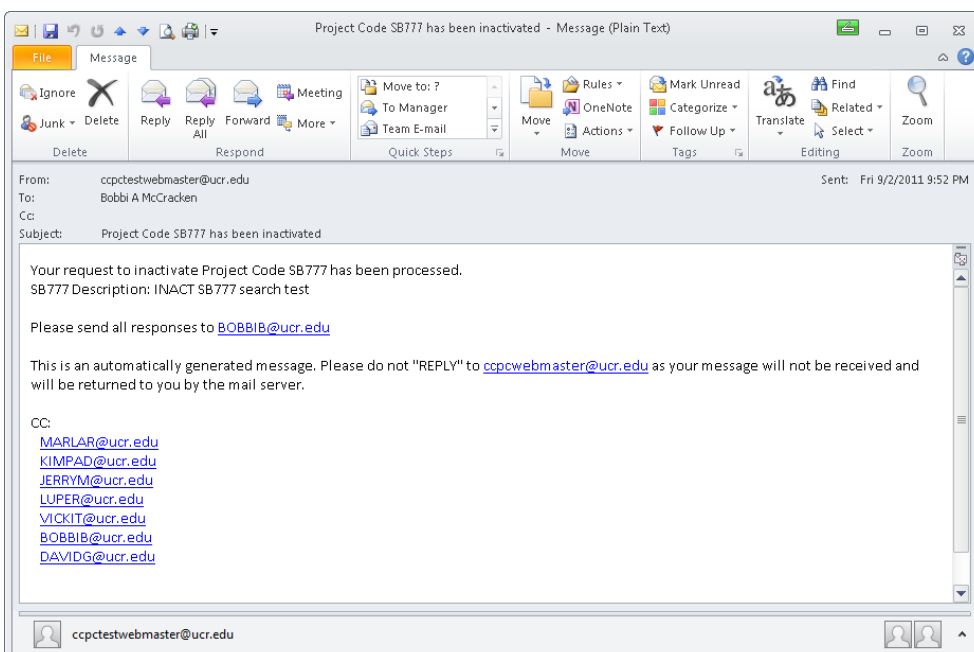 Project Code SB777 has been inactivated - Message (Plain Text)
File Message
Ignore
Junk
Delete
Reply
Reply All
Forward
Meeting
More
Move to: ?
To Manager
Team E-mail
Move
Rules
OneNote
Actions
Mark Unread
Categorize
Follow Up
Translate
Find
Related
Select
Zoom
Delete Respond Quick Steps Move Tags Editing Zoom
From: ccpctestwebmaster@ucr.edu Sent: Fri 9/2/2011 9:52 PM
To: Bobbi A McCracken
Cc:
Subject: Project Code SB777 has been inactivated
Your request to inactivate Project Code SB777 has been processed.
SB777 Description: INACT SB777 search test
Please send all responses to BOBBIB@ucr.edu
This is an automatically generated message. Please do not "REPLY" to ccpcwebmaster@ucr.edu as your message will not be received and
will be returned to you by the mail server.
CC:
MARLAR@ucr.edu
KIMPAD@ucr.edu
JERRYM@ucr.edu
LUPER@ucr.edu
VICKIT@ucr.edu
BOBBIB@ucr.edu
DAVIDG@ucr.edu
ccpctestwebmaster@ucr.edu